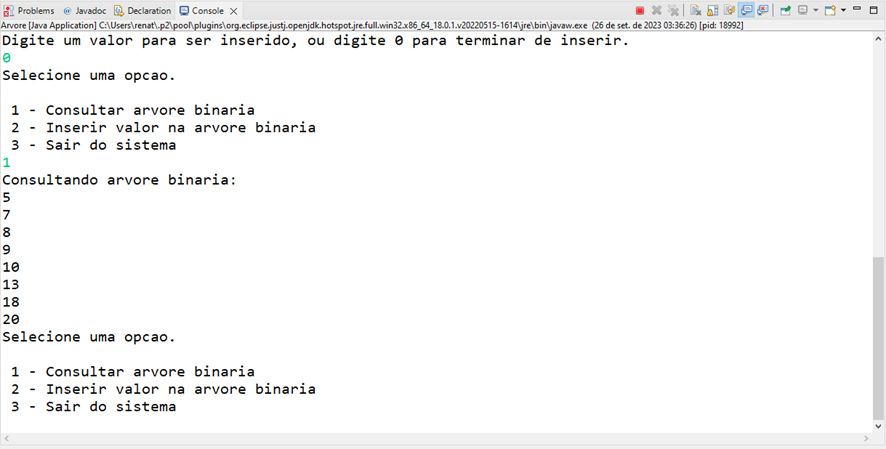 Problems Javadoc Declaration Console
Arvore [Java Application] C:\Users\renat\.p2\pool\plugins\org.eclipse.justj.openjdk.hotspot.jre.full.win32.x86_64_18.0.1.v20220515-1614\jre\bin\javaw.exe (26 de set. de 2023 03:36:26) [pid: 18992]
Digite um valor para ser inserido, ou digite 0 para terminar de inserir.
0
Selecione uma opcao.
1 - Consultar arvore binaria
2 - Inserir valor na arvore binaria
3 - Sair do sistema
1
Consultando arvore binaria:
5
7
8
9
10
13
18
20
Selecione uma opcao.
1 - Consultar arvore binaria
2 - Inserir valor na arvore binaria
3 - Sair do sistema